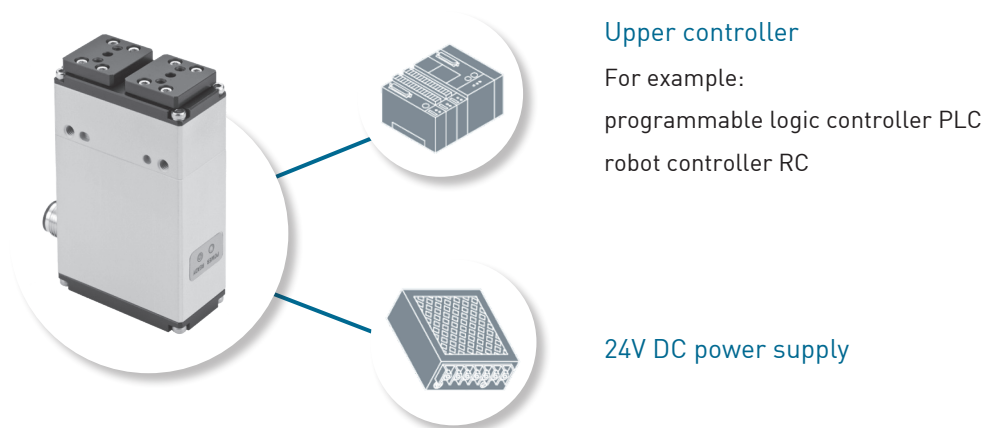 Upper controller
For example:
programmable logic controller PLC
robot controller RC
24V DC power supply